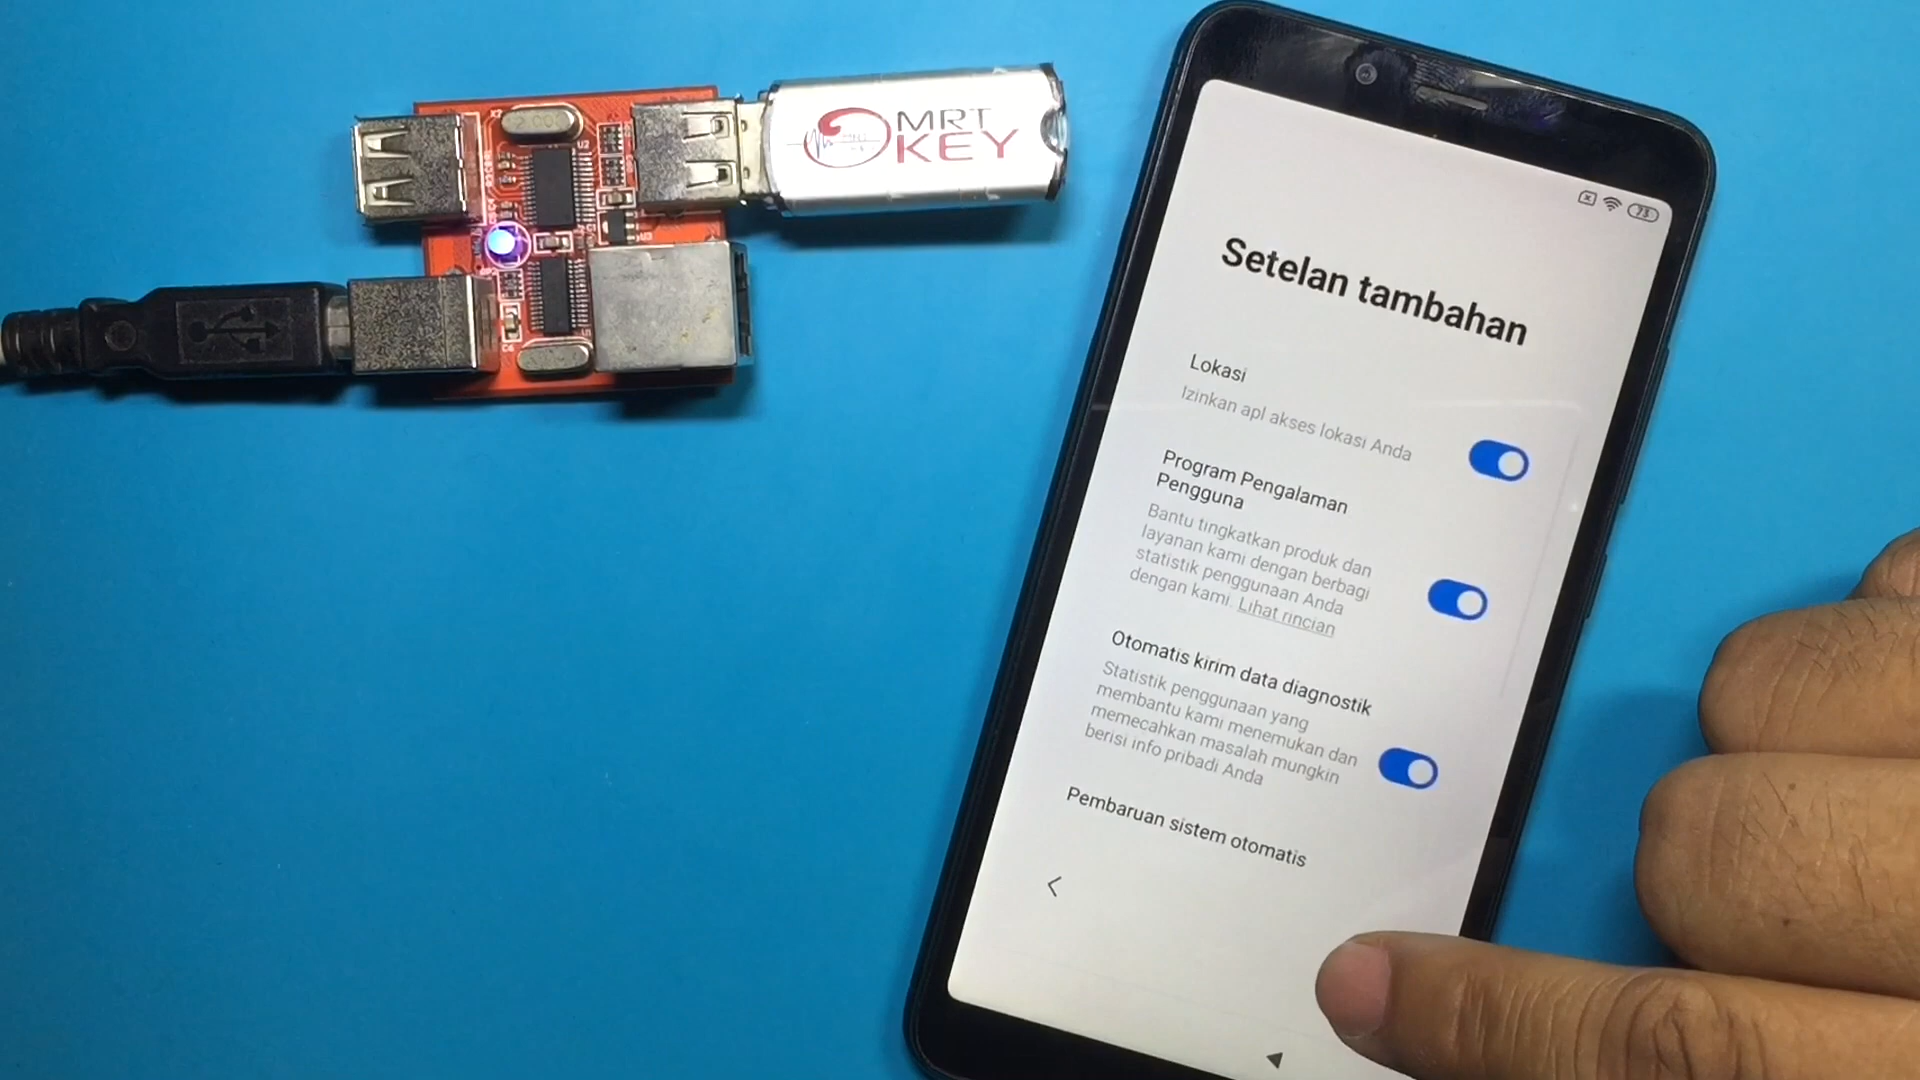 MRT
KEY
73
Setelan tambahan
Lokasi
Izinkan apl akses lokasi Anda
Program Pengalaman
Pengguna
Bantu tingkatkan produk dan
layanan kami dengan berbagi
statistik penggunaan Anda
dengan kami. Lihat rincian
Otomatis kirim data diagnostik
Statistik penggunaan yang
membantu kami menemukan dan
memecahkan masalah mungkin
berisi info pribadi Anda
Pembaruan sistem otomatis